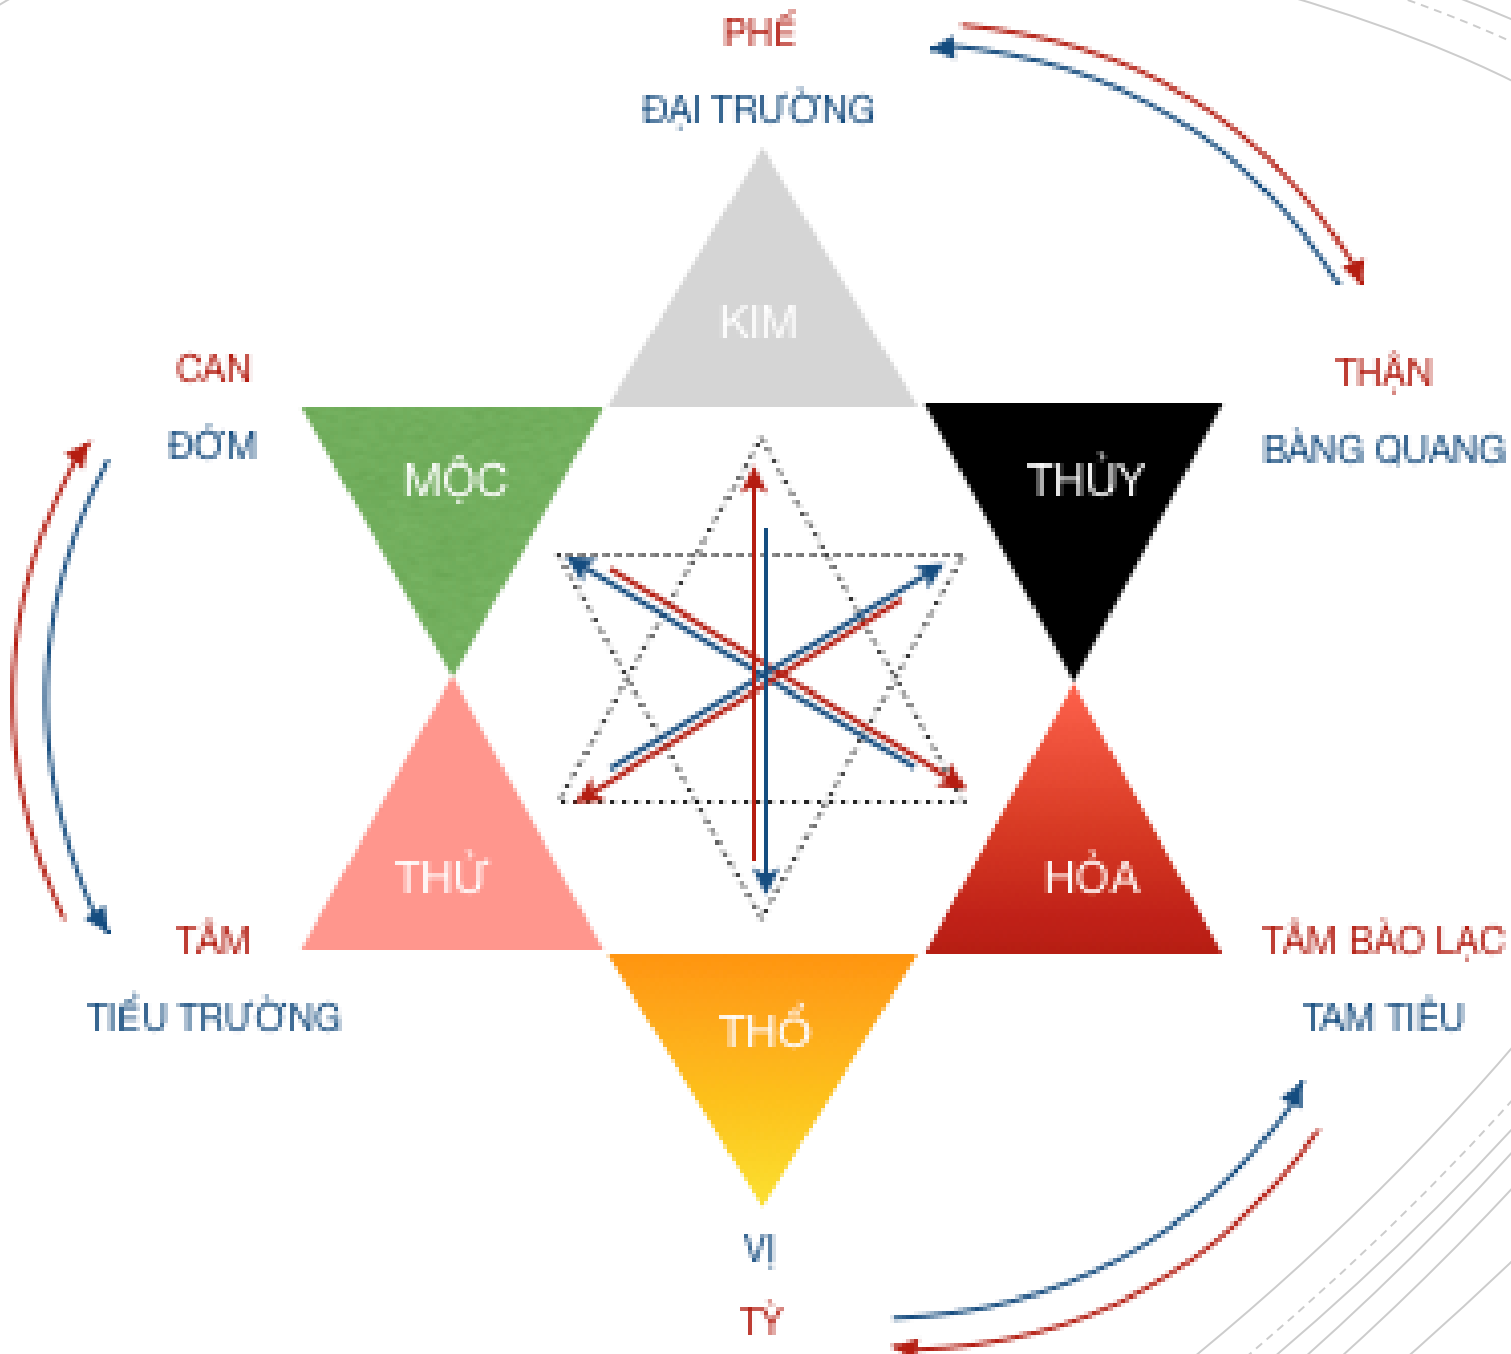 PHẾ
ĐẠI TRƯỜNG
KIM
CAN
ĐỞM
MỘC
THỦY
THẬN
BÀNG QUANG
THỬ
HỎA
TÂM
TIỂU TRƯỜNG
TÂM BÀO LẠC
TAM TIÊU
THỔ
VỊ
TỲ